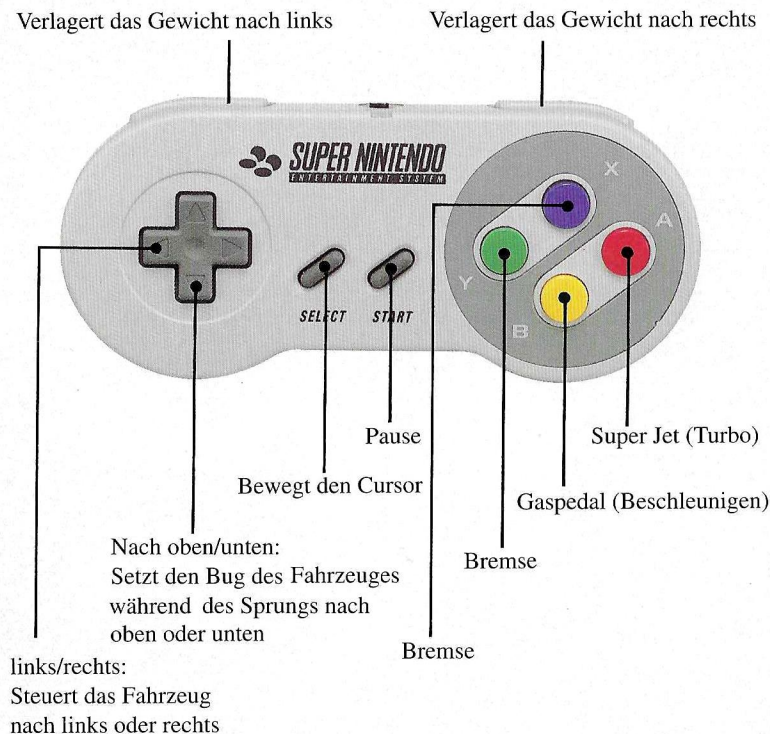 Verlagert das Gewicht nach links
Verlagert das Gewicht nach rechts
SUPER NINTENDO
ENTERTAINMENT SYSTEM
X
A
Y
B
SELECT
START
Pause
Super Jet (Turbo)
Bewegt den Cursor
Gaspedal (Beschleunigen)
Nach oben/unten:
Setzt den Bug des Fahrzeuges
während des Sprungs nach
oben oder unten
Bremse
Bremse
links/rechts:
Steuert das Fahrzeug
nach links oder rechts